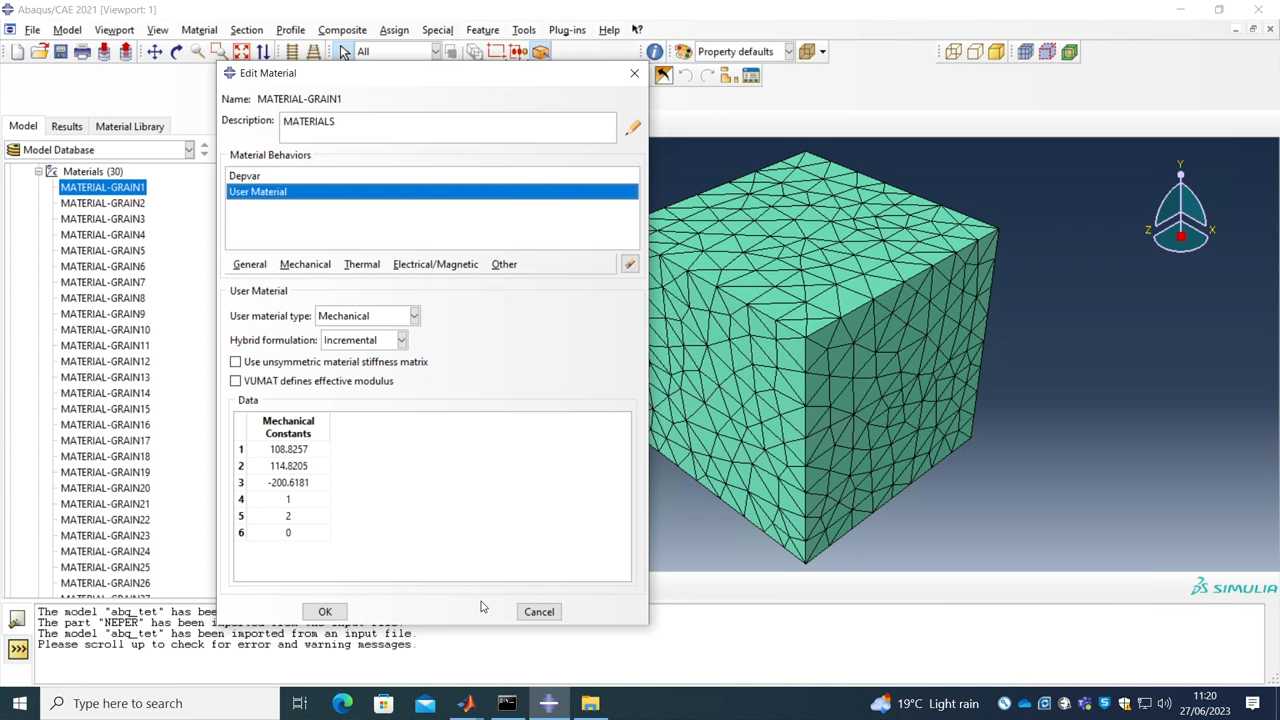 Abaqus/CAE 2021 [Viewport: 1]
File Model Viewport View Material Section Profile Composite Assign Special Feature Tools Plug-ins Help
All
Property defaults
Edit Material
Name: MATERIAL-GRAIN1
Description: MATERIALS
Material Behaviors
Depvar
User Material
General Mechanical Thermal Electrical/Magnetic Other
User Material
User material type: Mechanical
Hybrid formulation: Incremental
Use unsymmetric material stiffness matrix
VUMAT defines effective modulus
Data
Mechanical
Constants
1 108.8257
2 114.8205
3 -200.6181
4 1
5 2
6 0
OK Cancel
Model Results Material Library
Model Database
Materials (30)
MATERIAL-GRAIN1
MATERIAL-GRAIN2
MATERIAL-GRAIN3
MATERIAL-GRAIN4
MATERIAL-GRAIN5
MATERIAL-GRAIN6
MATERIAL-GRAIN7
MATERIAL-GRAIN8
MATERIAL-GRAIN9
MATERIAL-GRAIN10
MATERIAL-GRAIN11
MATERIAL-GRAIN12
MATERIAL-GRAIN13
MATERIAL-GRAIN14
MATERIAL-GRAIN15
MATERIAL-GRAIN16
MATERIAL-GRAIN17
MATERIAL-GRAIN18
MATERIAL-GRAIN19
MATERIAL-GRAIN20
MATERIAL-GRAIN21
MATERIAL-GRAIN22
MATERIAL-GRAIN23
MATERIAL-GRAIN24
MATERIAL-GRAIN25
MATERIAL-GRAIN26
Y
Z X
SIMULIA
The model "abq_tet" has been
The part "NEPER" has been imported from the input file.
The model "abq_tet" has been imported from an input file.
Please scroll up to check for error and warning messages.
Type here to search
19°C Light rain
11:20
27/06/2023